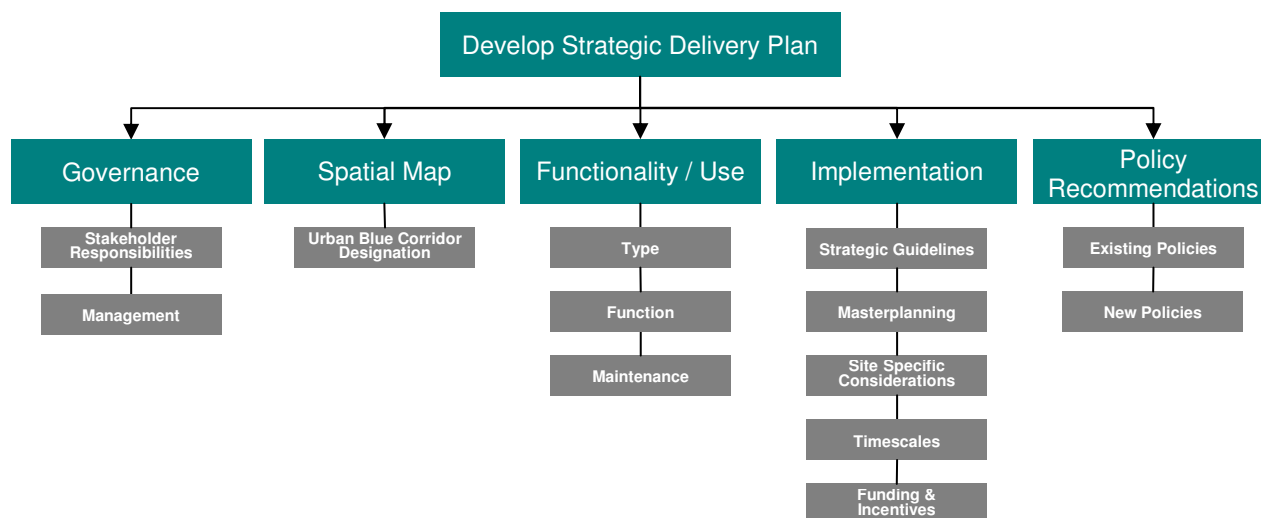 Develop Strategic Delivery Plan
Governance
Stakeholder
Responsibilities
Management
Spatial Map
Urban Blue Corridor
Designation
Functionality / Use
Type
Function
Maintenance
Implementation
Strategic Guidelines
Masterplanning
Site Specific
Considerations
Timescales
Funding &
Incentives
Policy
Recommendations
Existing Policies
New Policies